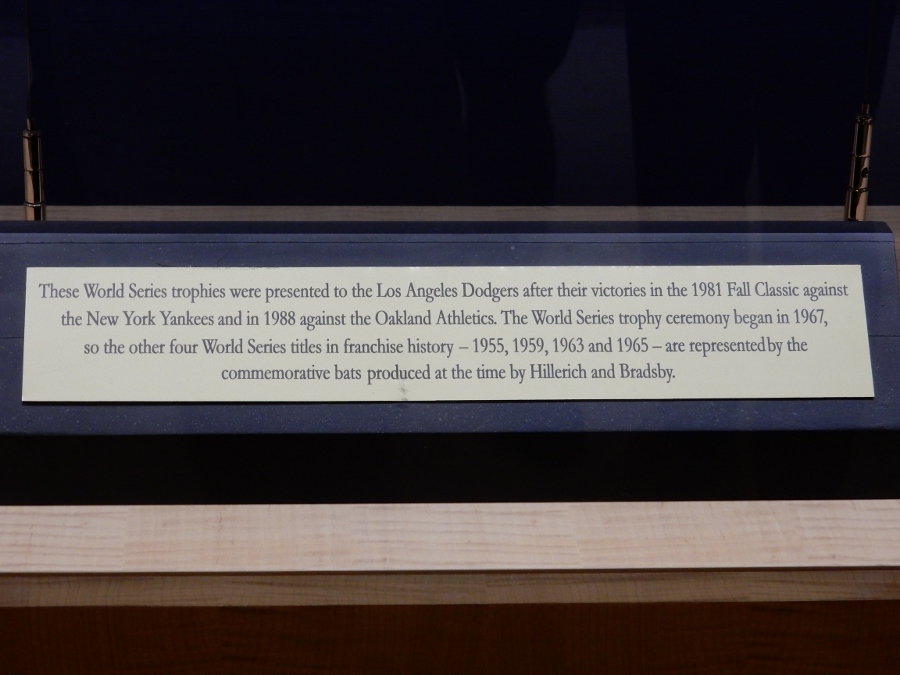 These World Series trophies were presented to the Los Angeles Dodgers after their victories in the 1981 Fall Classic against
the New York Yankees and in 1988 against the Oakland Athletics. The World Series trophy ceremony began in 1967,
so the other four World Series titles in franchise history – 1955, 1959, 1963 and 1965 – are represented by the
commemorative bats produced at the time by Hillerich and Bradsby.